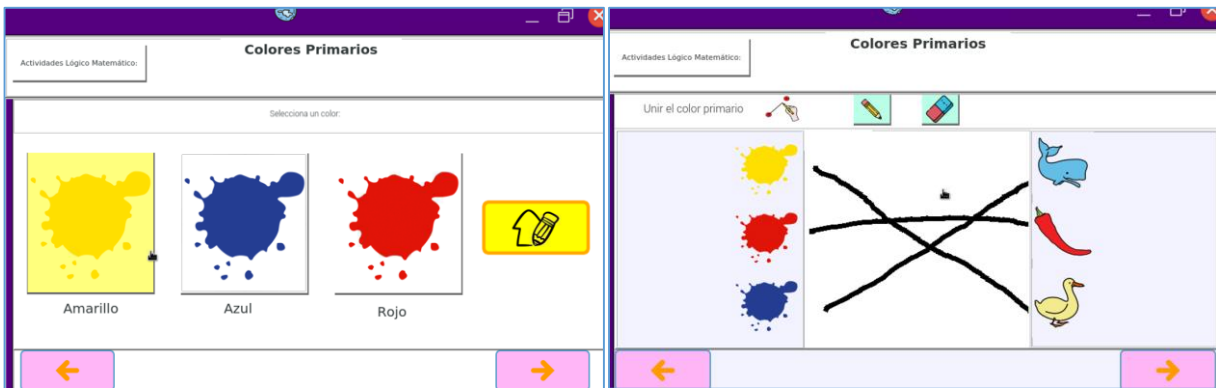 Colores Primarios
Actividades Lógico Matemático:
Selecciona un color:
Amarillo
Azul
Rojo
Colores Primarios
Actividades Lógico Matemático:
Unir el color primario